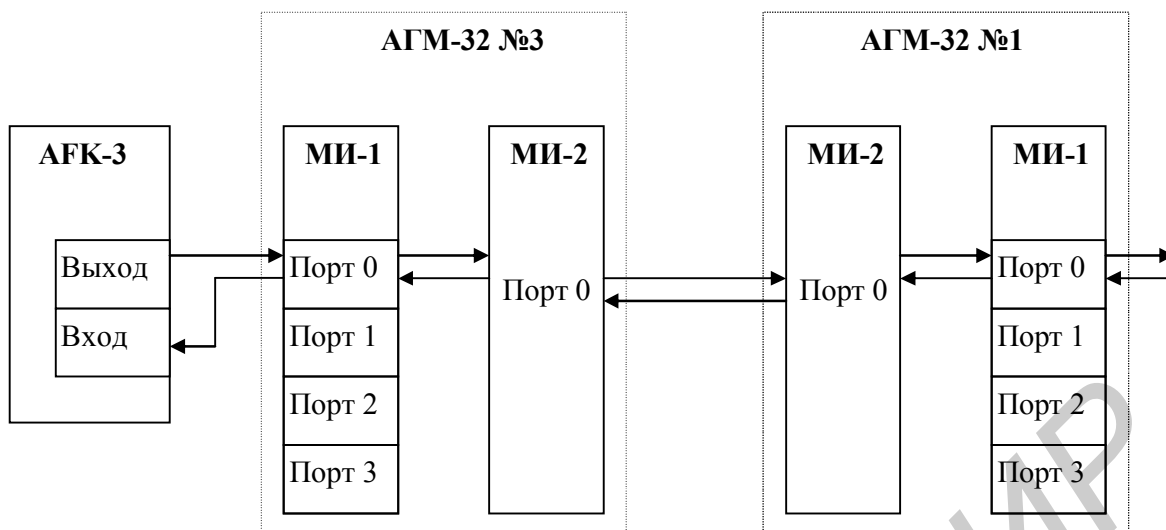 АГМ-32 №3
АГМ-32 №1
AFK-3
МИ-1
МИ-2
МИ-2
МИ-1
Выход
Вход
Порт 0
Порт 1
Порт 2
Порт 3
Порт 0
Порт 0
Порт 0
Порт 1
Порт 2
Порт 3
ИР